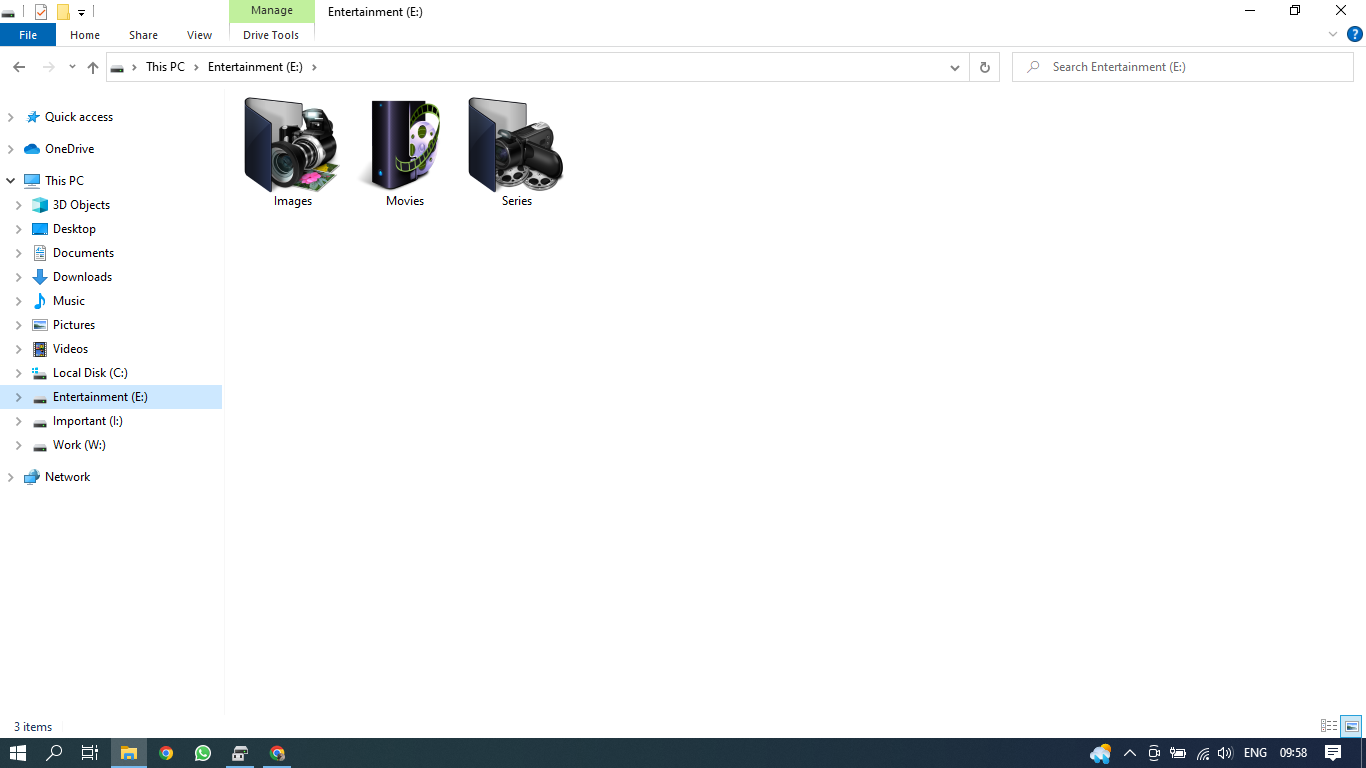 Manage
Entertainment (E:)
File
Home
Share
View
Drive Tools
This PC
Entertainment (E:)
Search Entertainment (E:)
Quick access
OneDrive
This PC
3D Objects
Desktop
Documents
Downloads
Music
Pictures
Videos
Local Disk (C:)
Entertainment (E:)
Important (I:)
Work (W:)
Network
Images
Movies
Series
3 items
ENG
09:58